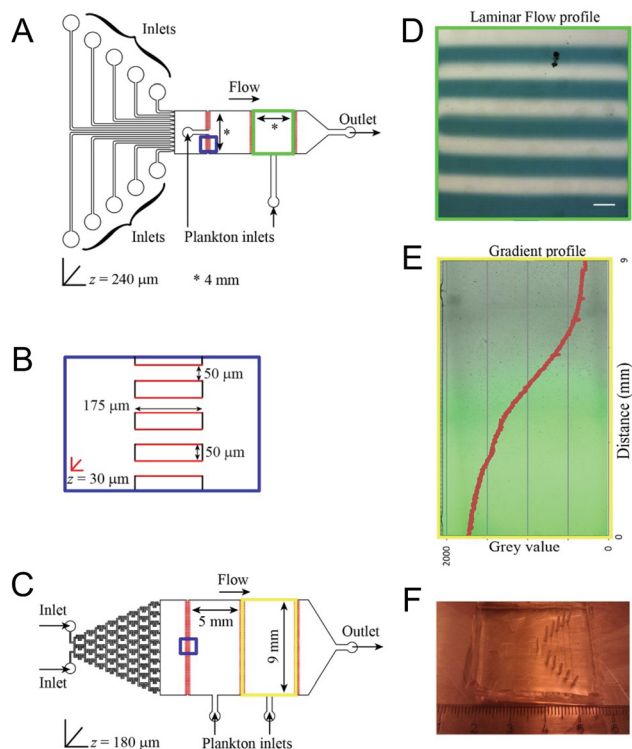 A
Inlets
Flow
*
*
Outlet
Inlets
Plankton inlets
z = 240 µm
* 4 mm
B
50 µm
175 µm
50 µm
z = 30 µm
C
Flow
Inlet
5 mm
9 mm
Outlet
Inlet
Plankton inlets
z = 180 µm
D
Laminar Flow profile
E
Gradient profile
9
Distance (mm)
0
2000
Grey value
0
F